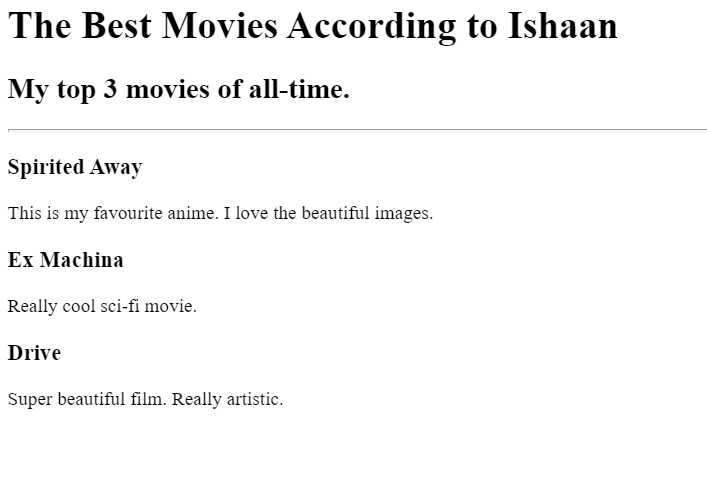 The Best Movies According to Ishaan
My top 3 movies of all-time.
Spirited Away
This is my favourite anime. I love the beautiful images.
Ex Machina
Really cool sci-fi movie.
Drive
Super beautiful film. Really artistic.